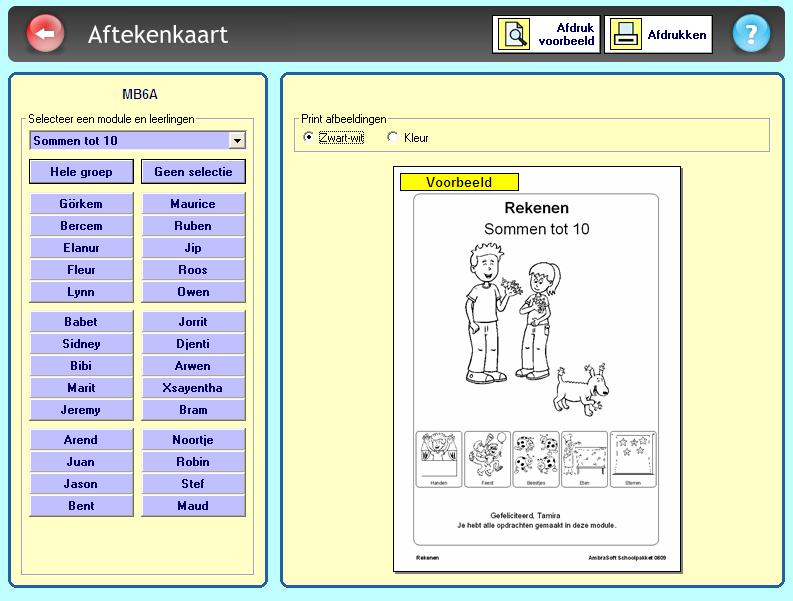 Aftekenkaart
Afdruk
voorbeeld
Afdrukken
?
MB6A
Selecteer een module en leerlingen
Sommen tot 10
Hele groep
Geen selectie
Görkem
Maurice
Bercem
Ruben
Elanur
Jip
Fleur
Roos
Lynn
Owen
Babet
Jorrit
Sidney
Djenti
Bibi
Arwen
Marit
Xsayentha
Jeremy
Bram
Arend
Noortje
Juan
Robin
Jason
Stef
Bent
Maud
Print afbeeldingen
Zwart-wit
Kleur
Voorbeeld
Rekenen
Sommen tot 10
Handen
Feest
Beestjes
Eten
Sterren
Gefeliciteerd, Tamira
Je hebt alle opdrachten gemaakt in deze module.
Rekenen
AmbraSoft Schoolpakket 0809